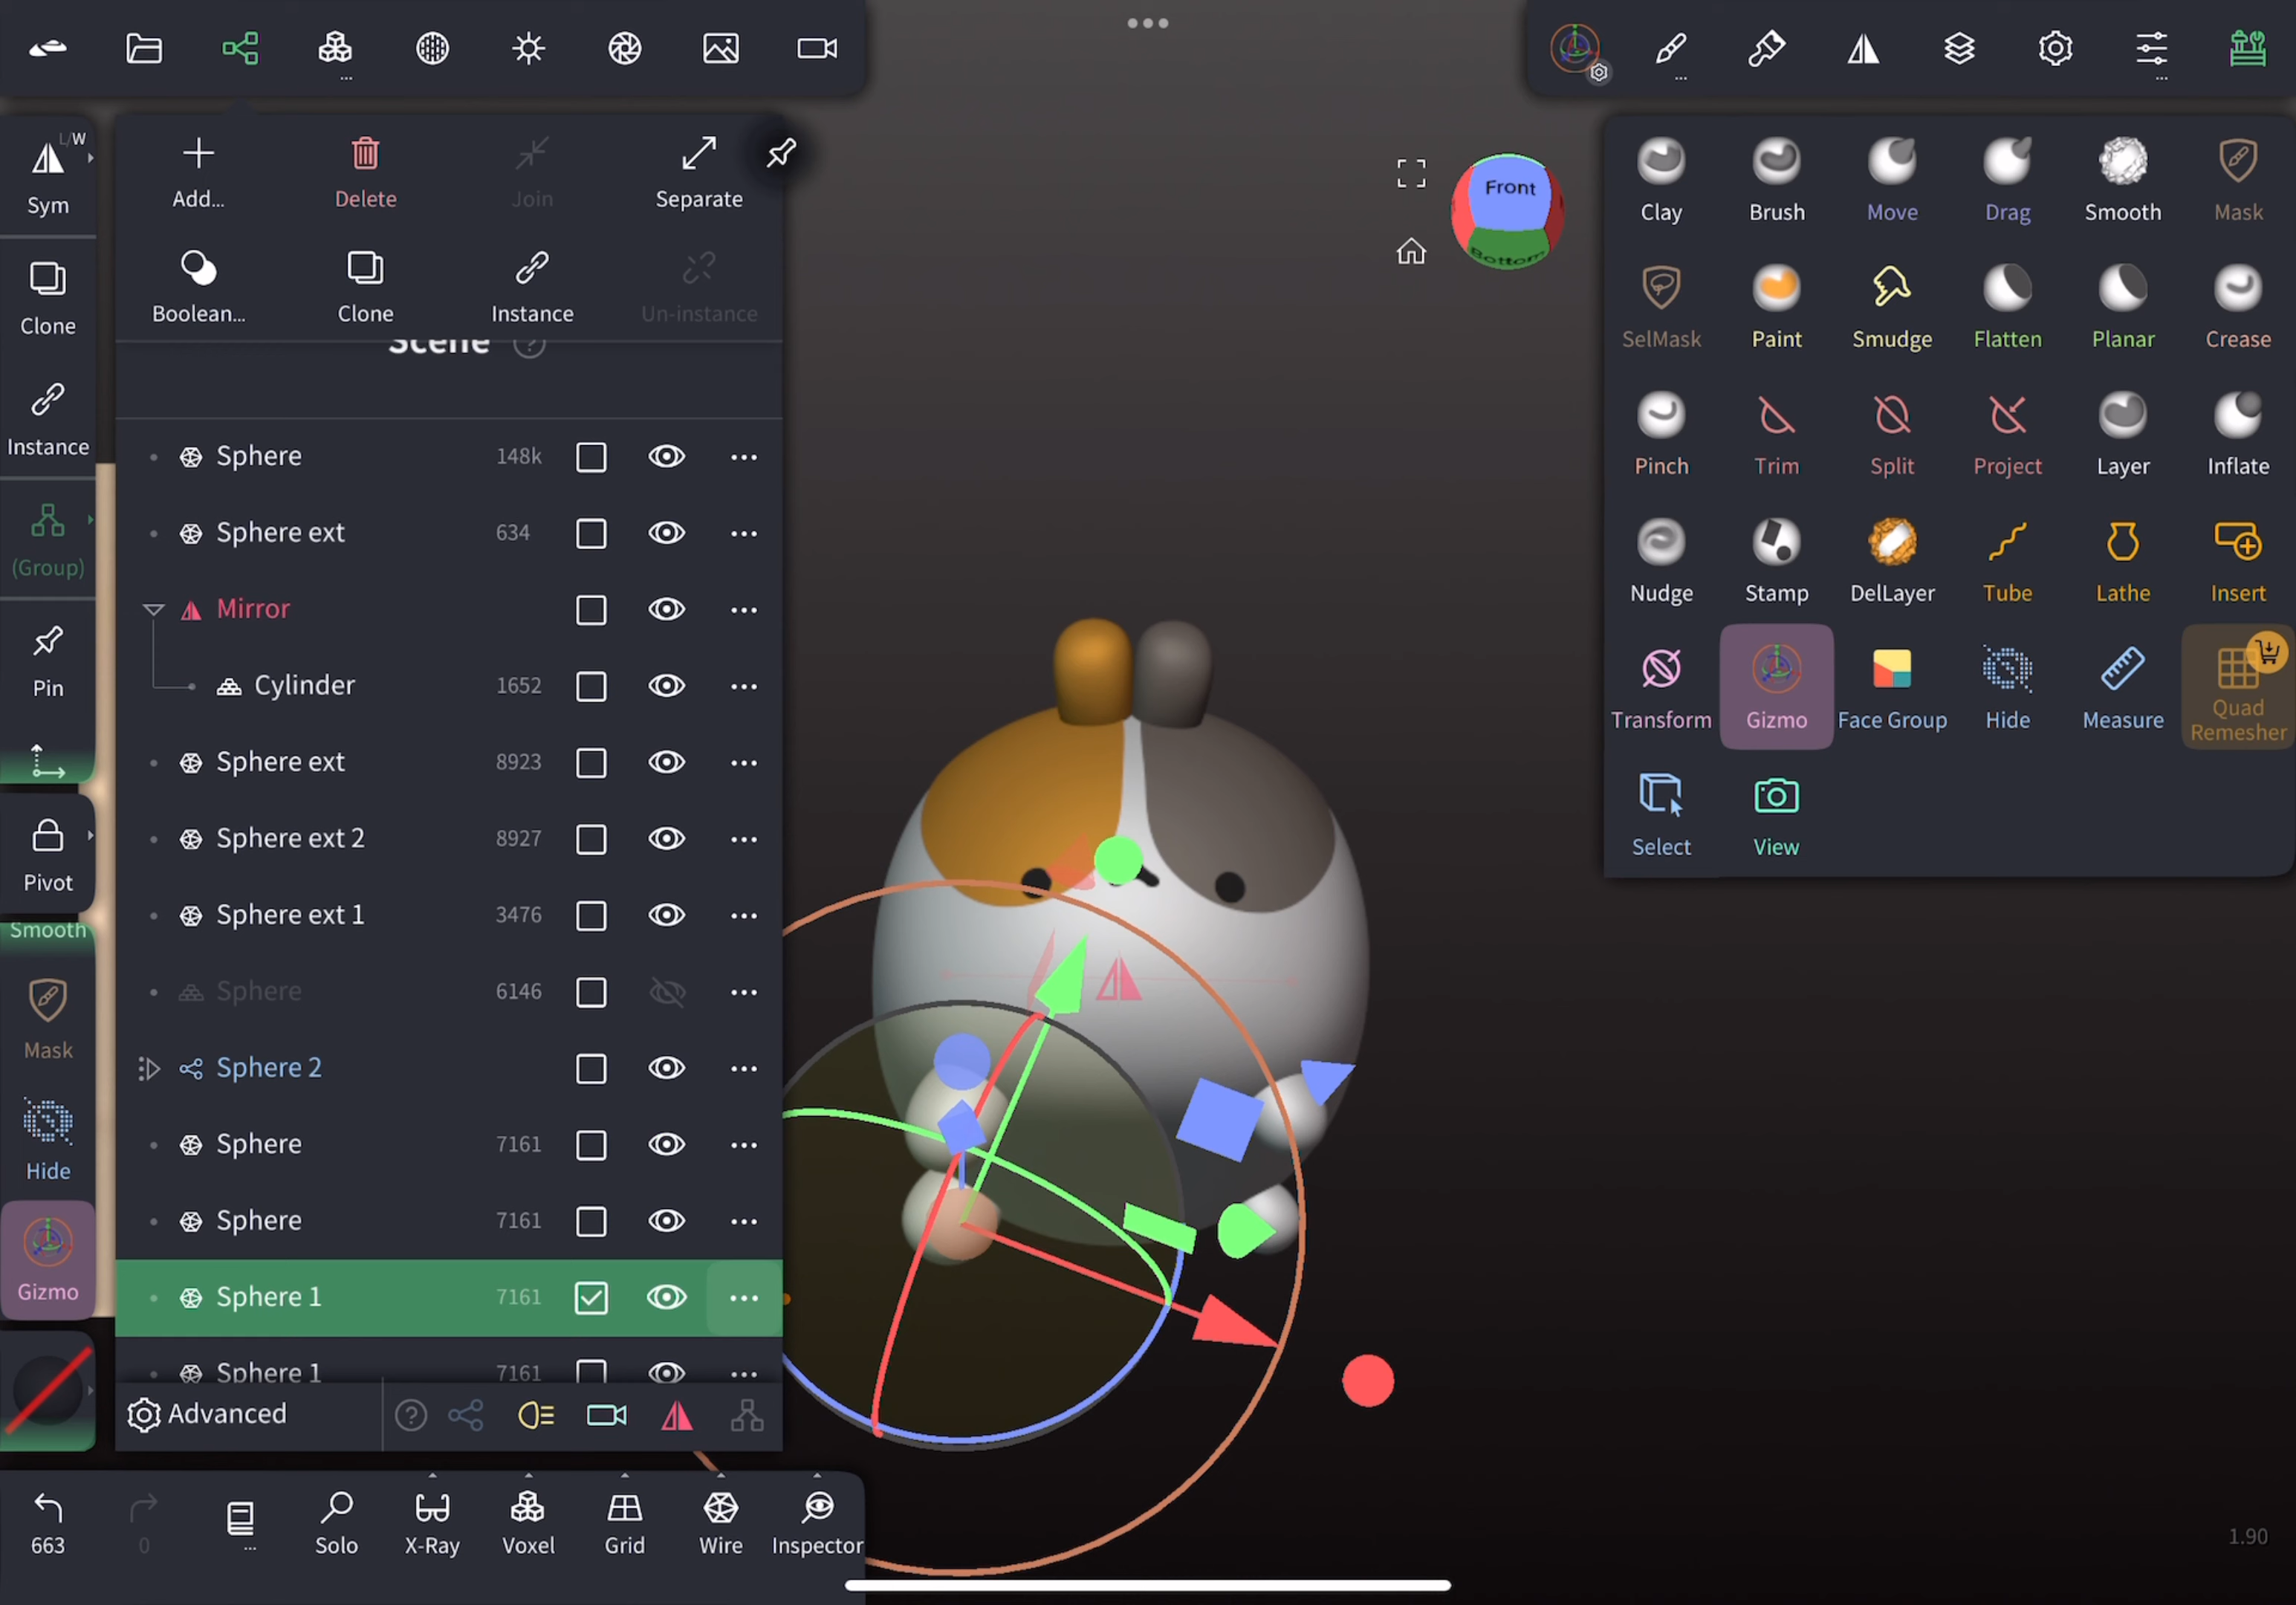 L/W
Sym
Clone
Instance
(Group)
Pin
Pivot
Smooth
Mask
Hide
Gizmo
Add...
Delete
Join
Separate
Boolean...
Clone
Instance
Un-instance
Scene ?
Sphere 148k
Sphere ext 634
Mirror
Cylinder 1652
Sphere ext 8923
Sphere ext 2 8927
Sphere ext 1 3476
Sphere 6146
Sphere 2
Sphere 7161
Sphere 7161
Sphere 1 7161
Sphere 1 7161
Advanced ?
663
0
...
Solo
X-Ray
Voxel
Grid
Wire
Inspector
Front
Bottom
Clay
Brush
Move
Drag
Smooth
Mask
SelMask
Paint
Smudge
Flatten
Planar
Crease
Pinch
Trim
Split
Project
Layer
Inflate
Nudge
Stamp
DelLayer
Tube
Lathe
Insert
Transform
Gizmo
Face Group
Hide
Measure
Quad
Remesher
Select
View
1.90